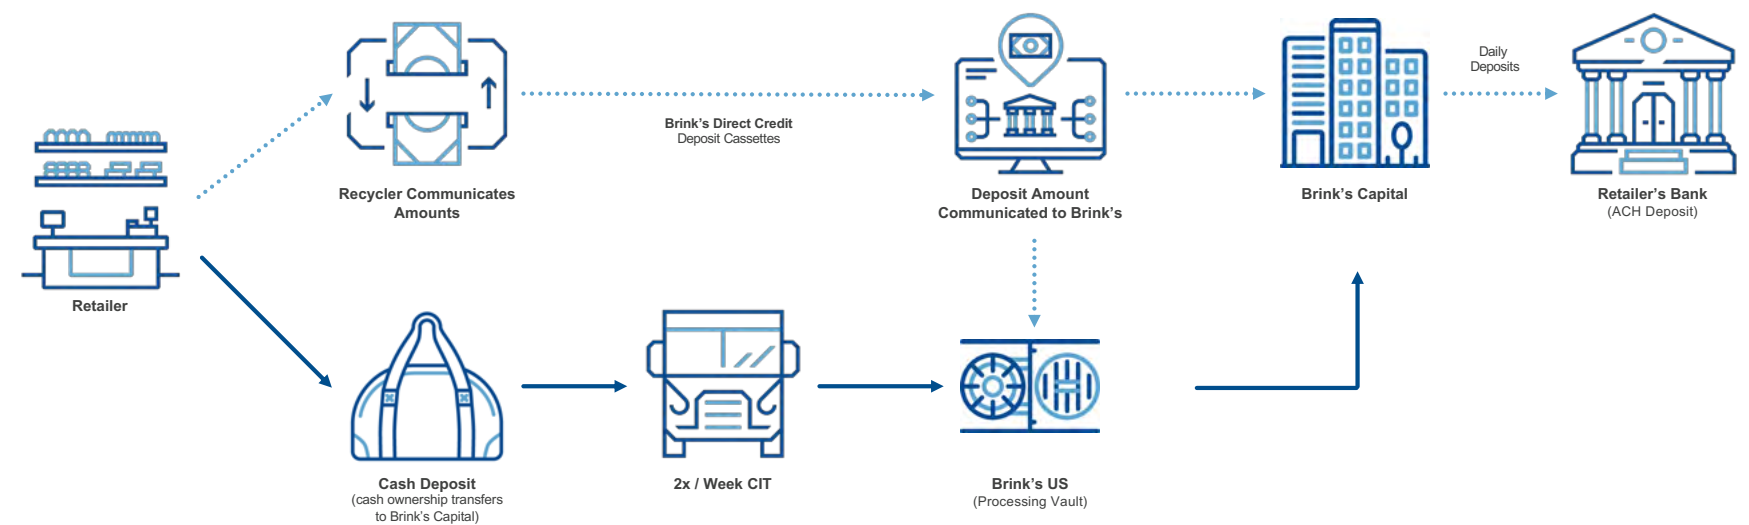 Retailer
Recycler Communicates
Amounts
Brink's Direct Credit
Deposit Cassettes
Deposit Amount
Communicated to Brink's
Brink's Capital
Daily
Deposits
Retailer's Bank
(ACH Deposit)
Cash Deposit
(cash ownership transfers
to Brink's Capital)
2x / Week CIT
Brink's US
(Processing Vault)